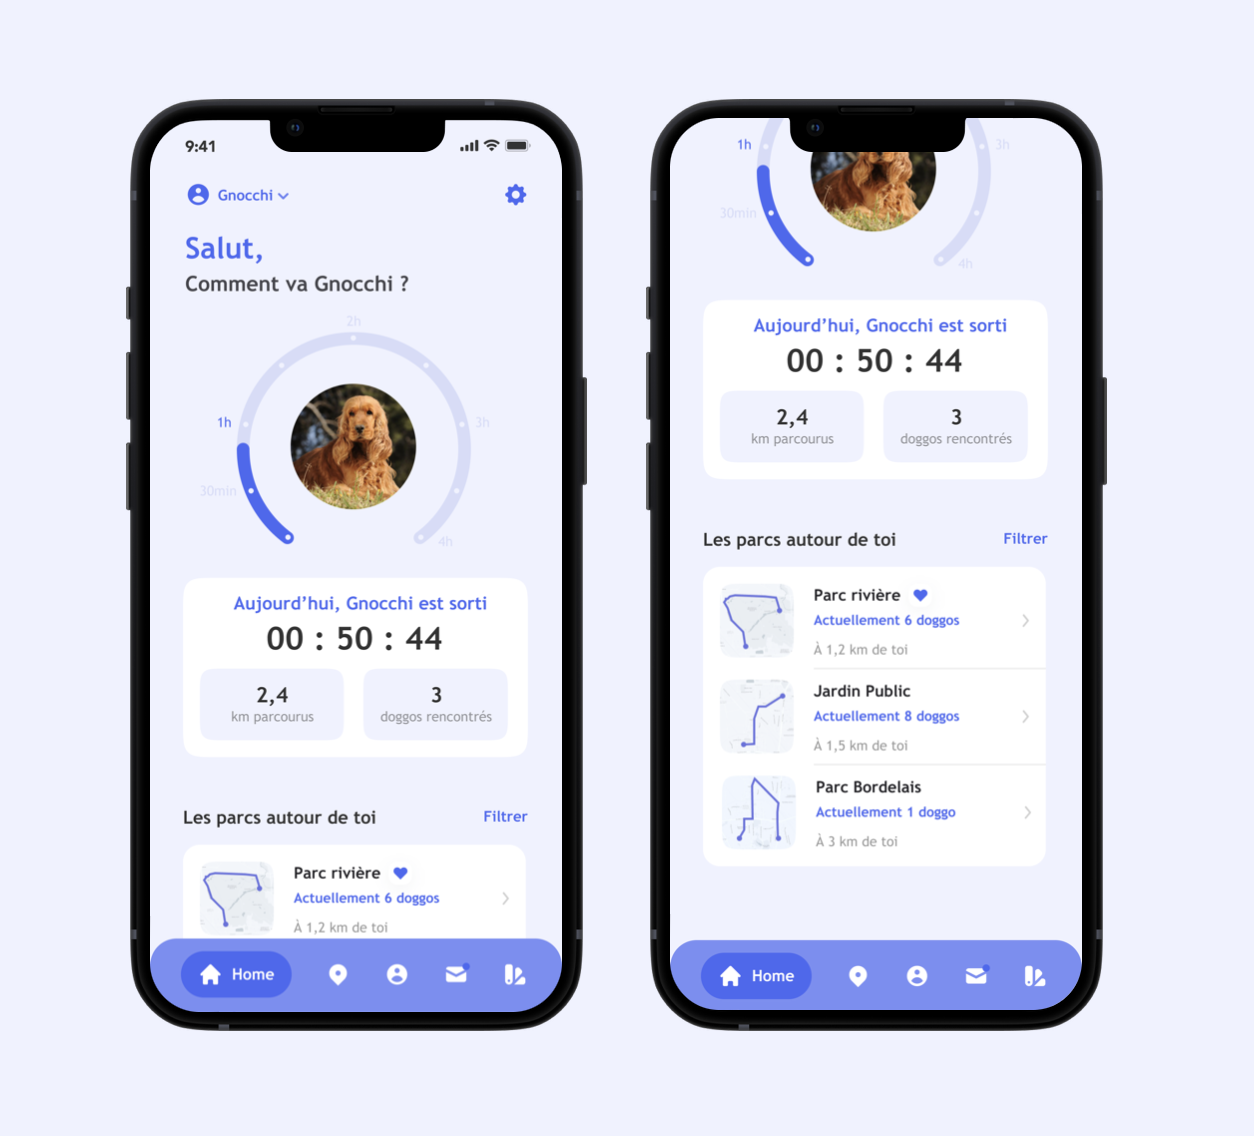 9:41
Gnocchi
Salut,
Comment va Gnocchi ?
2h
1h
3h
30min
4h
Aujourd’hui, Gnocchi est sorti
00 : 50 : 44
2,4
km parcourus
3
doggos rencontrés
Les parcs autour de toi
Filtrer
Parc rivière
Actuellement 6 doggos
À 1,2 km de toi
Home
1h
3h
30min
4h
Aujourd’hui, Gnocchi est sorti
00 : 50 : 44
2,4
km parcourus
3
doggos rencontrés
Les parcs autour de toi
Filtrer
Parc rivière
Actuellement 6 doggos
À 1,2 km de toi
Jardin Public
Actuellement 8 doggos
À 1,5 km de toi
Parc Bordelais
Actuellement 1 doggo
À 3 km de toi
Home